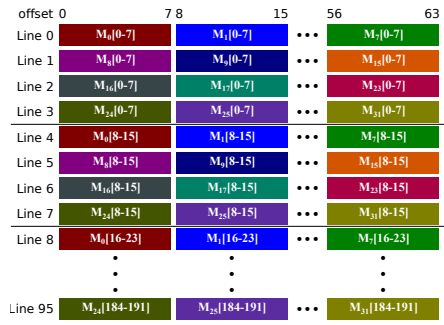 offset 0 7 8 15 56 63
Line 0 M0[0-7] M1[0-7] ••• M7[0-7]
Line 1 M8[0-7] M9[0-7] M15[0-7]
Line 2 M16[0-7] M17[0-7] ••• M23[0-7]
Line 3 M24[0-7] M25[0-7] ••• M31[0-7]
Line 4 M0[8-15] M1[8-15] ••• M7[8-15]
Line 5 M8[8-15] M9[8-15] M15[8-15]
Line 6 M16[8-15] M17[8-15] ••• M23[8-15]
Line 7 M24[8-15] M25[8-15] ••• M31[8-15]
Line 8 M0[16-23] M1[16-23] ••• M7[16-23]
Line 95 M24[184-191] M25[184-191] ••• M31[184-191]